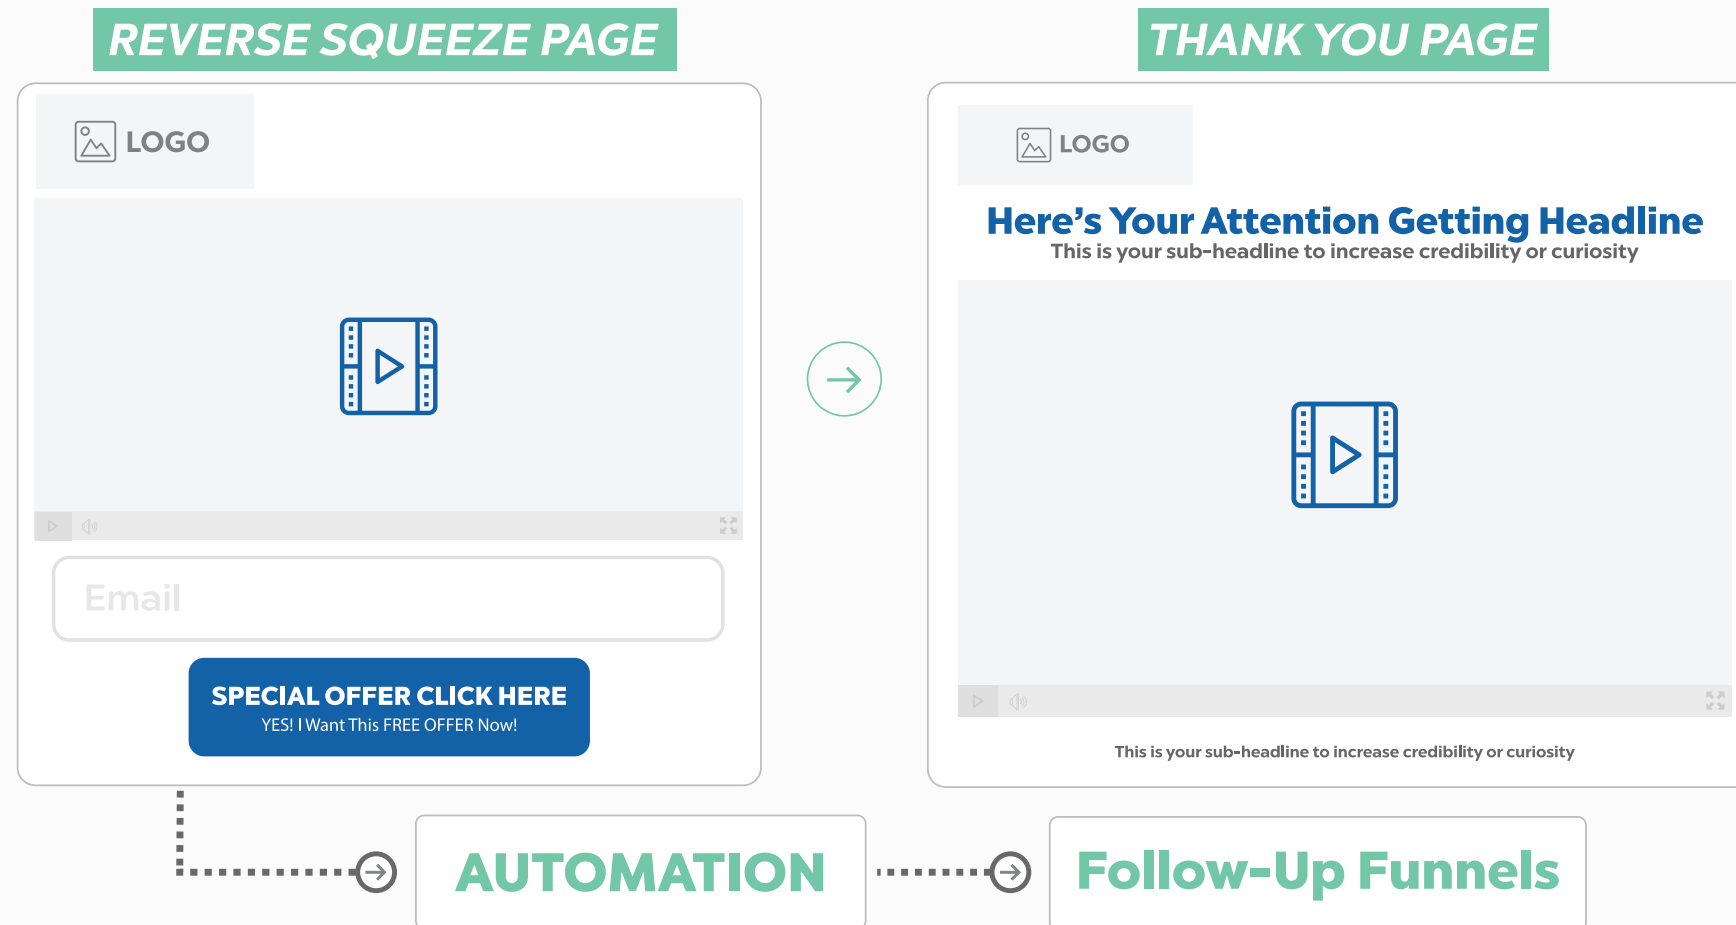 REVERSE SQUEEZE PAGE
LOGO
Email
SPECIAL OFFER CLICK HERE
YES! I Want This FREE OFFER Now!
THANK YOU PAGE
LOGO
Here's Your Attention Getting Headline
This is your sub-headline to increase credibility or curiosity
This is your sub-headline to increase credibility or curiosity
AUTOMATION
Follow-Up Funnels